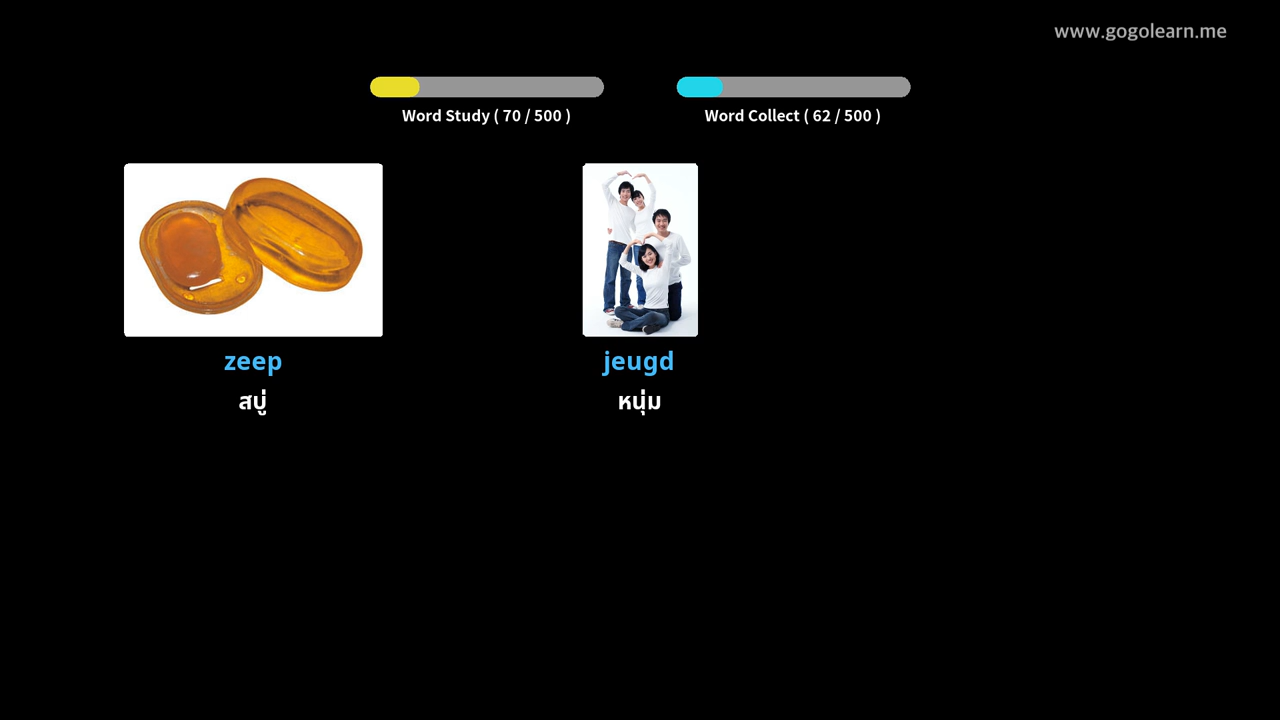 www.gogolearn.me
Word Study ( 70 / 500 )
Word Collect ( 62 / 500 )
zeep
สบู่
jeugd
หนุ่ม